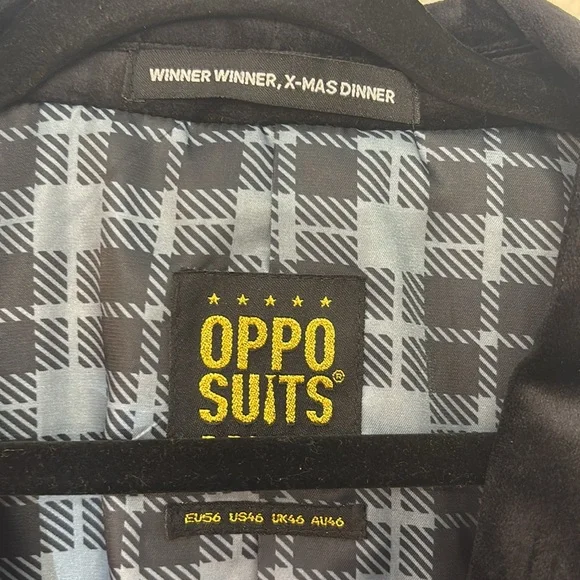 WINNER WINNER, X-MAS DINNER
OPPO
SUITS®
EU56 US46 UK46 AU46